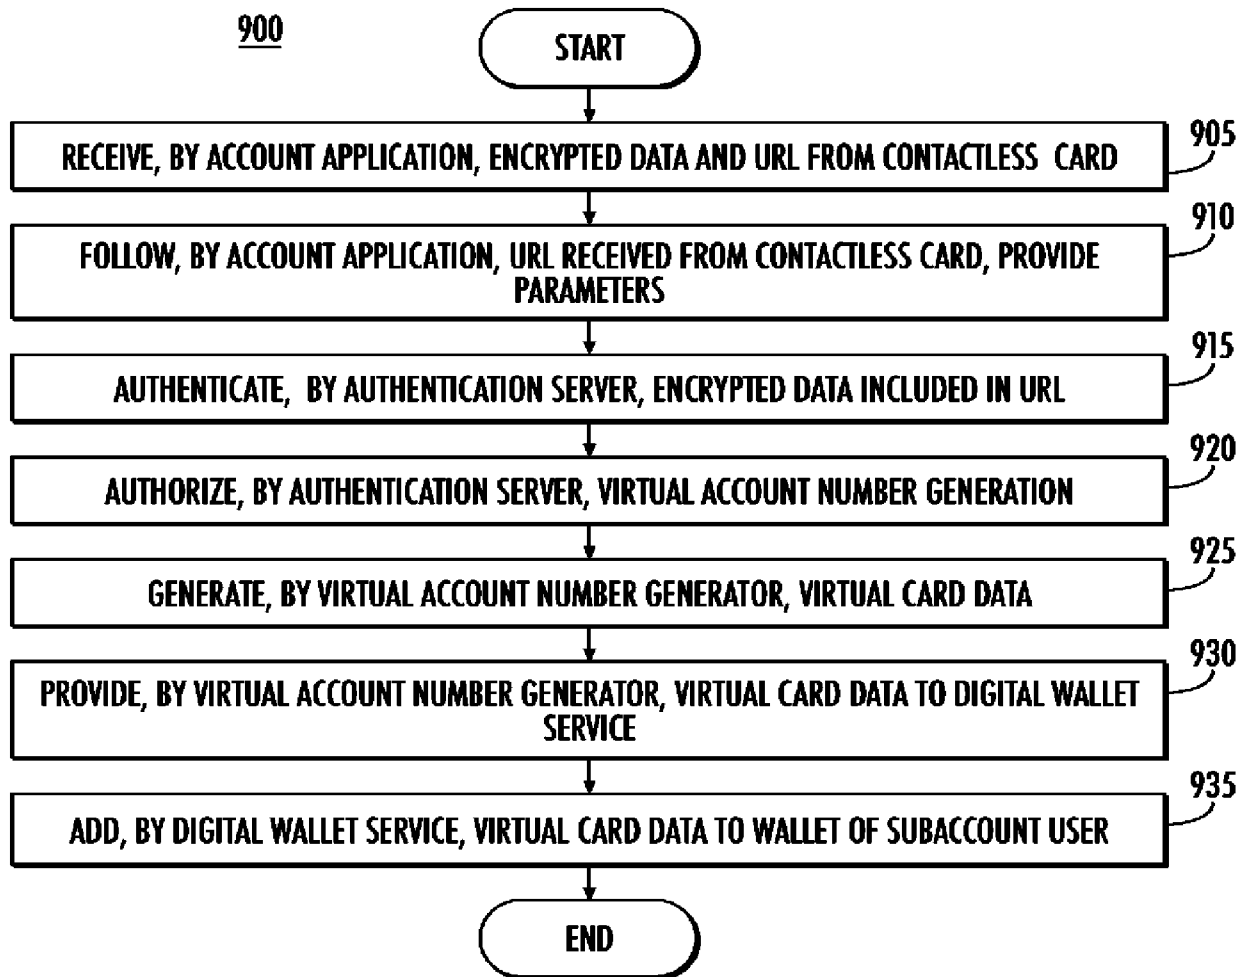 900
START
905
RECEIVE, BY ACCOUNT APPLICATION, ENCRYPTED DATA AND URL FROM CONTACTLESS CARD
910
FOLLOW, BY ACCOUNT APPLICATION, URL RECEIVED FROM CONTACTLESS CARD, PROVIDE
PARAMETERS
915
AUTHENTICATE, BY AUTHENTICATION SERVER, ENCRYPTED DATA INCLUDED IN URL
920
AUTHORIZE, BY AUTHENTICATION SERVER, VIRTUAL ACCOUNT NUMBER GENERATION
925
GENERATE, BY VIRTUAL ACCOUNT NUMBER GENERATOR, VIRTUAL CARD DATA
930
PROVIDE, BY VIRTUAL ACCOUNT NUMBER GENERATOR, VIRTUAL CARD DATA TO DIGITAL WALLET
SERVICE
935
ADD, BY DIGITAL WALLET SERVICE, VIRTUAL CARD DATA TO WALLET OF SUBACCOUNT USER
END